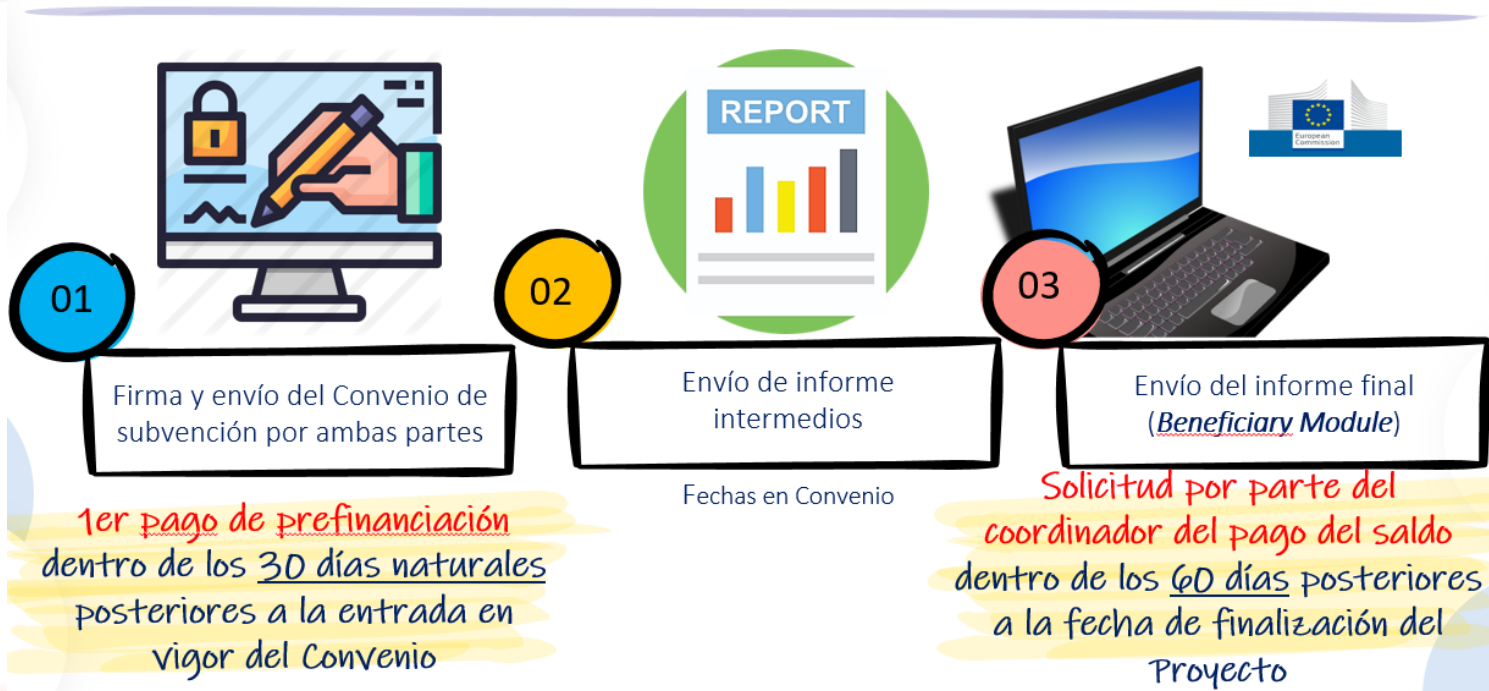 REPORT
European
Commission
01
Firma y envío del Convenio de
subvención por ambas partes
1er pago de prefinanciación
dentro de los 30 días naturales
posteriores a la entrada en
vigor del Convenio
02
Envío de informe
intermedios
Fechas en Convenio
03
Envío del informe final
(Beneficiary Module)
Solicitud por parte del
coordinador del pago del saldo
dentro de los 60 días posteriores
a la fecha de finalización del
Proyecto